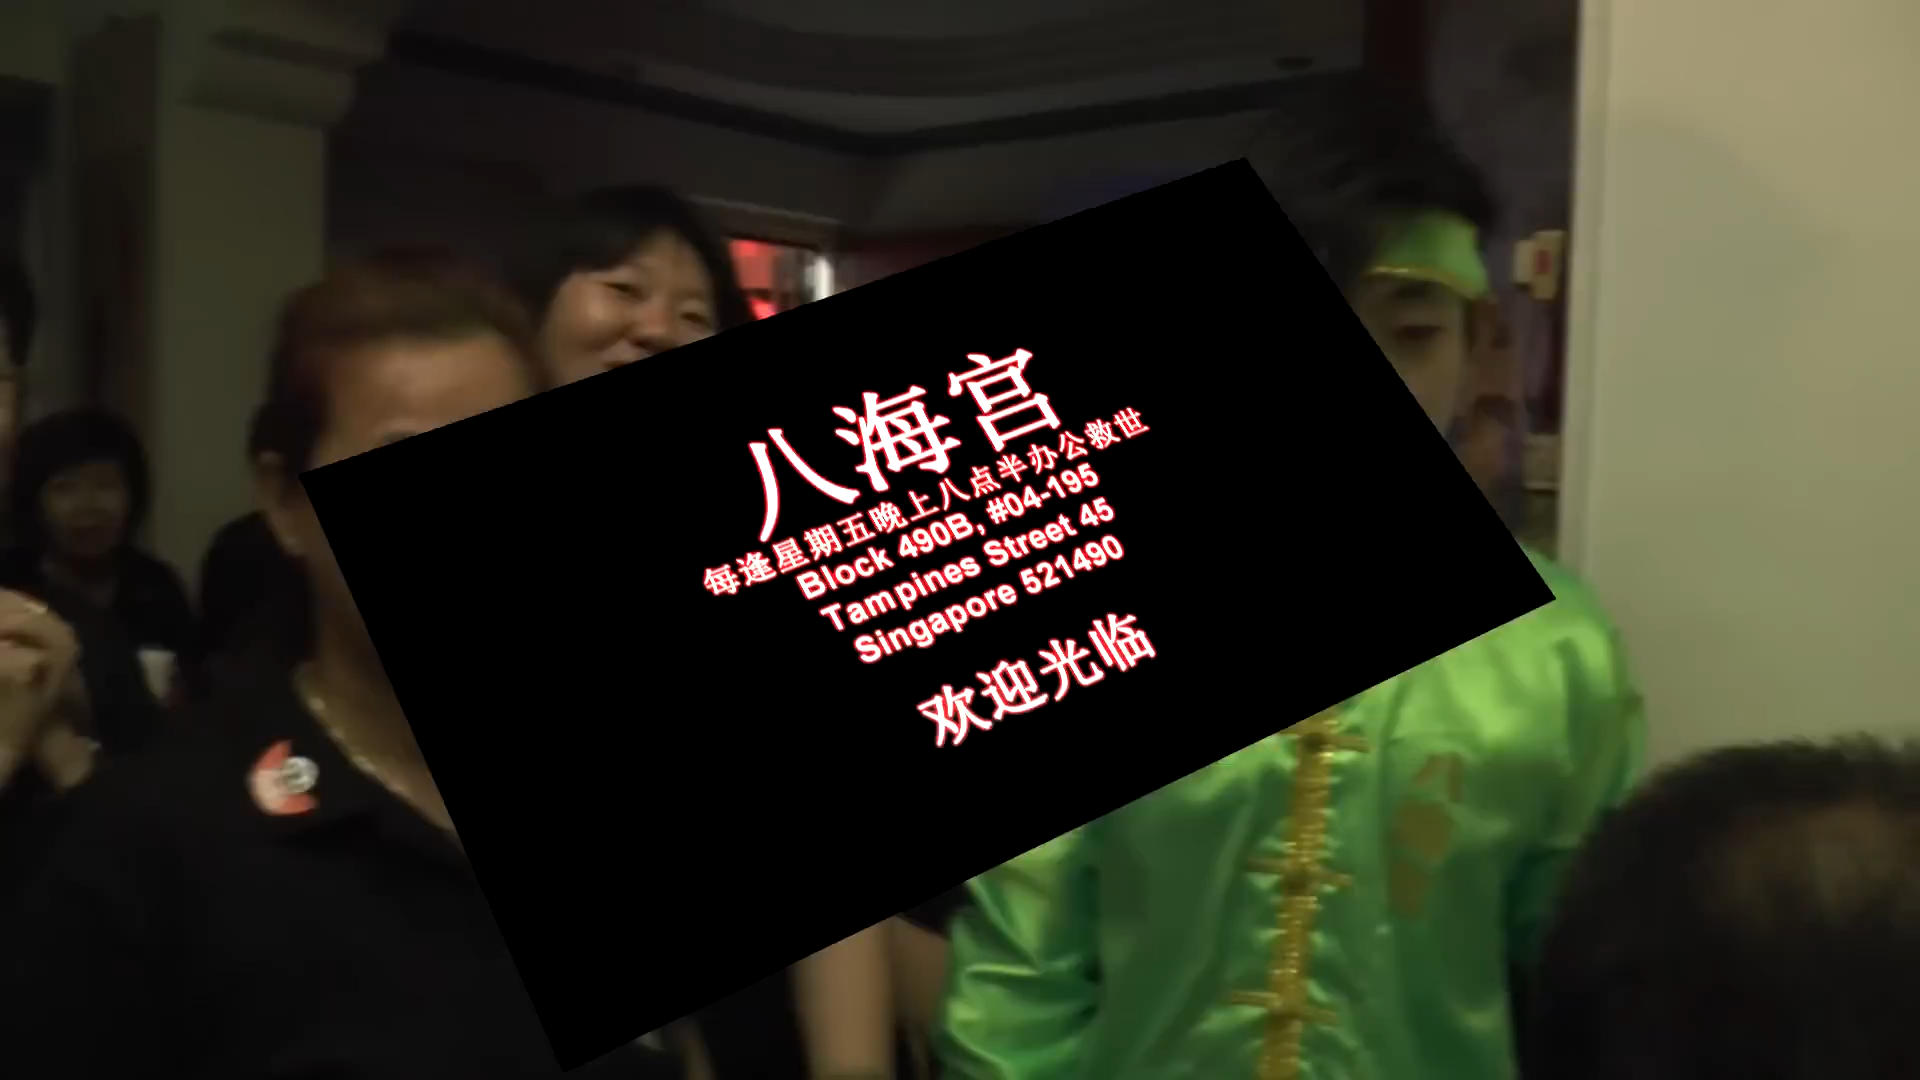 八海宫
每逢星期五晚上八点半办公救世
Block 490B, #04-195
Tampines Street 45
Singapore 521490
欢迎光临